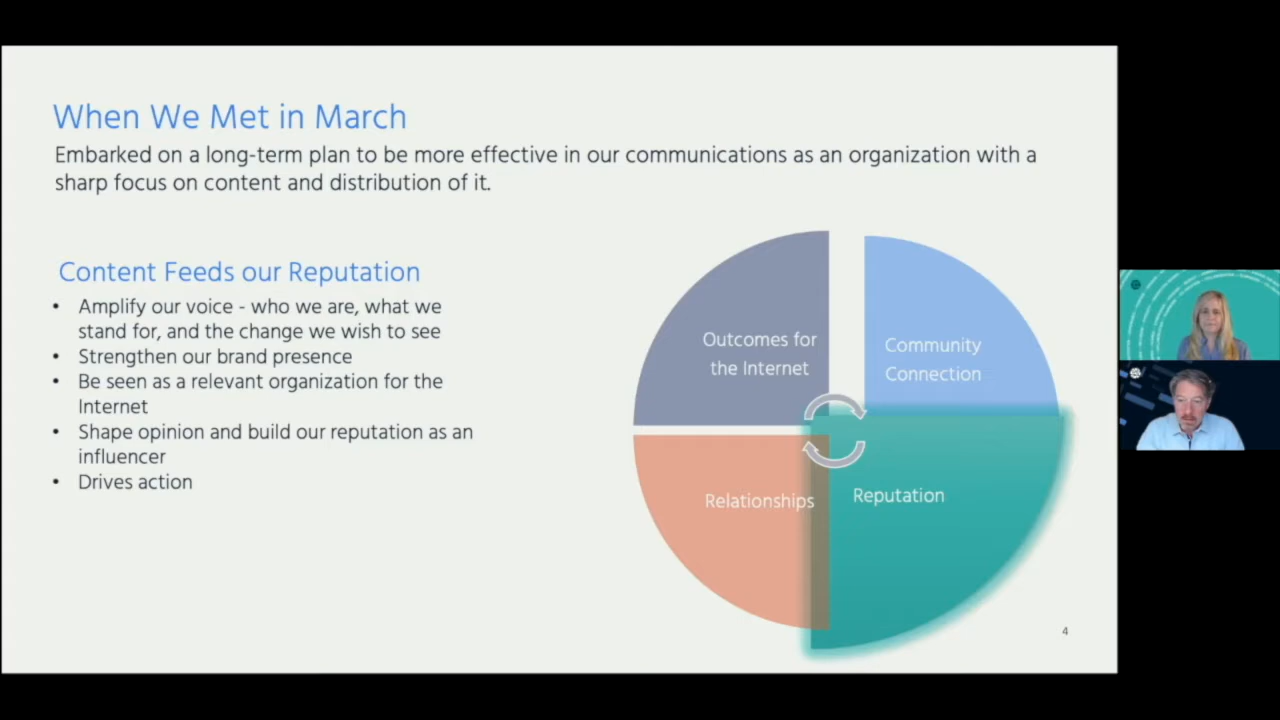 When We Met in March
Embarked on a long-term plan to be more effective in our communications as an organization with a
sharp focus on content and distribution of it.
Content Feeds our Reputation
• Amplify our voice - who we are, what we
stand for, and the change we wish to see
• Strengthen our brand presence
• Be seen as a relevant organization for the
Internet
• Shape opinion and build our reputation as an
influencer
• Drives action
Outcomes for
the Internet
Community
Connection
Relationships
Reputation
4